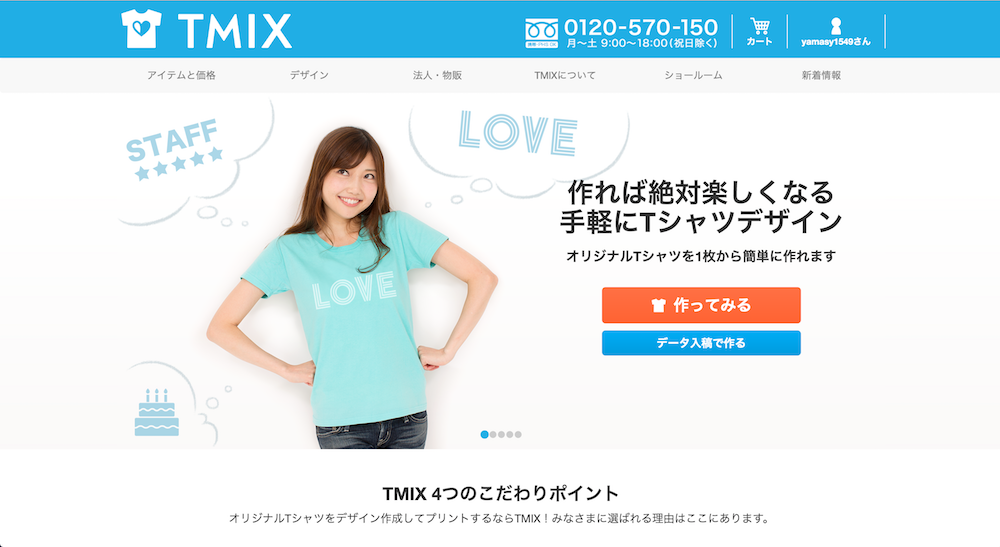 TMIX
0120-570-150
月〜土 9:00〜18:00(祝日除く)
カート
yamasy1549さん
アイテムと価格
デザイン
法人・物販
TMIXについて
ショールーム
新着情報
STAFF
LOVE
LOVE
作れば絶対楽しくなる
手軽にTシャツデザイン
オリジナルTシャツを1枚から簡単に作れます
作ってみる
データ入稿で作る
TMIX 4つのこだわりポイント
オリジナルTシャツをデザイン作成してプリントするならTMIX！みなさまに選ばれる理由はここにあります。